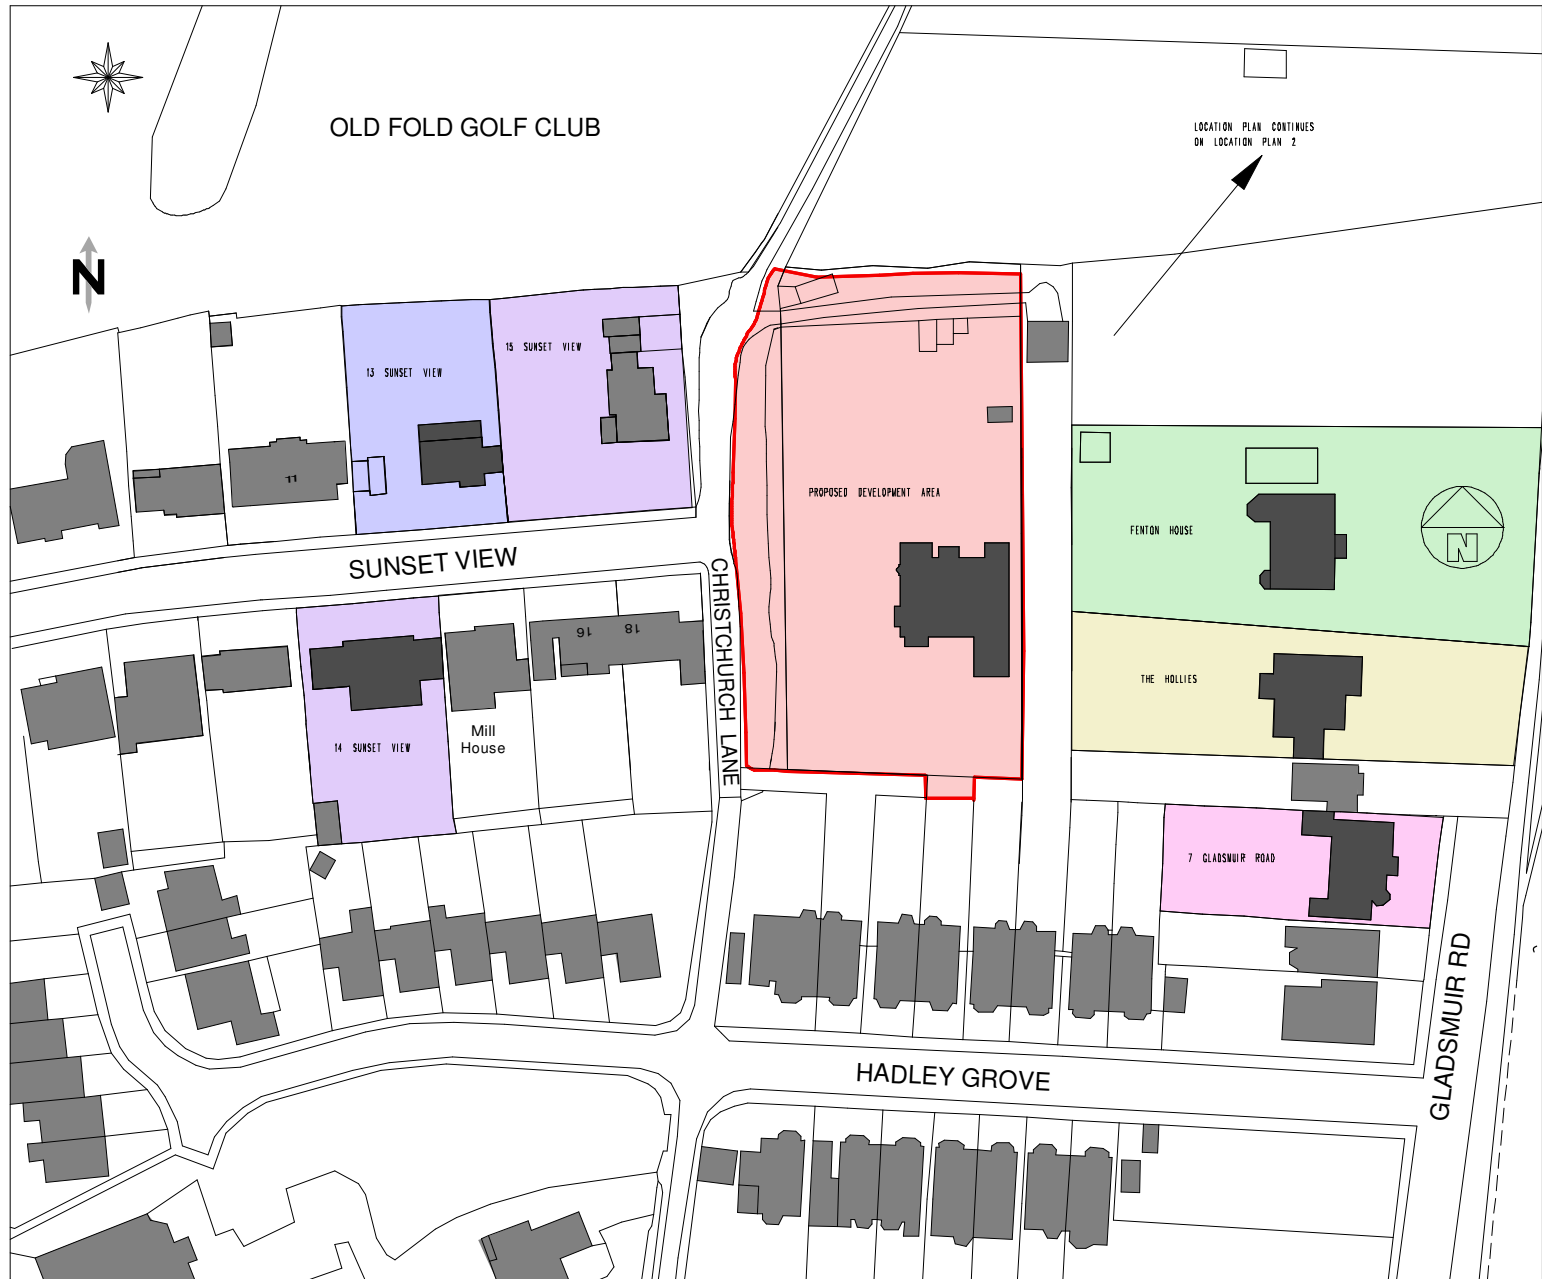 OLD FOLD GOLF CLUB
LOCATION PLAN CONTINUES
ON LOCATION PLAN 2
N
15 SUNSET VIEW
13 SUNSET VIEW
11
PROPOSED DEVELOPMENT AREA
FENTON HOUSE
N
SUNSET VIEW
CHRISTCHURCH LANE
16
18
THE HOLLIES
Mill
House
14 SUNSET VIEW
7 GLADSMUIR ROAD
GLADSMUIR RD
HADLEY GROVE